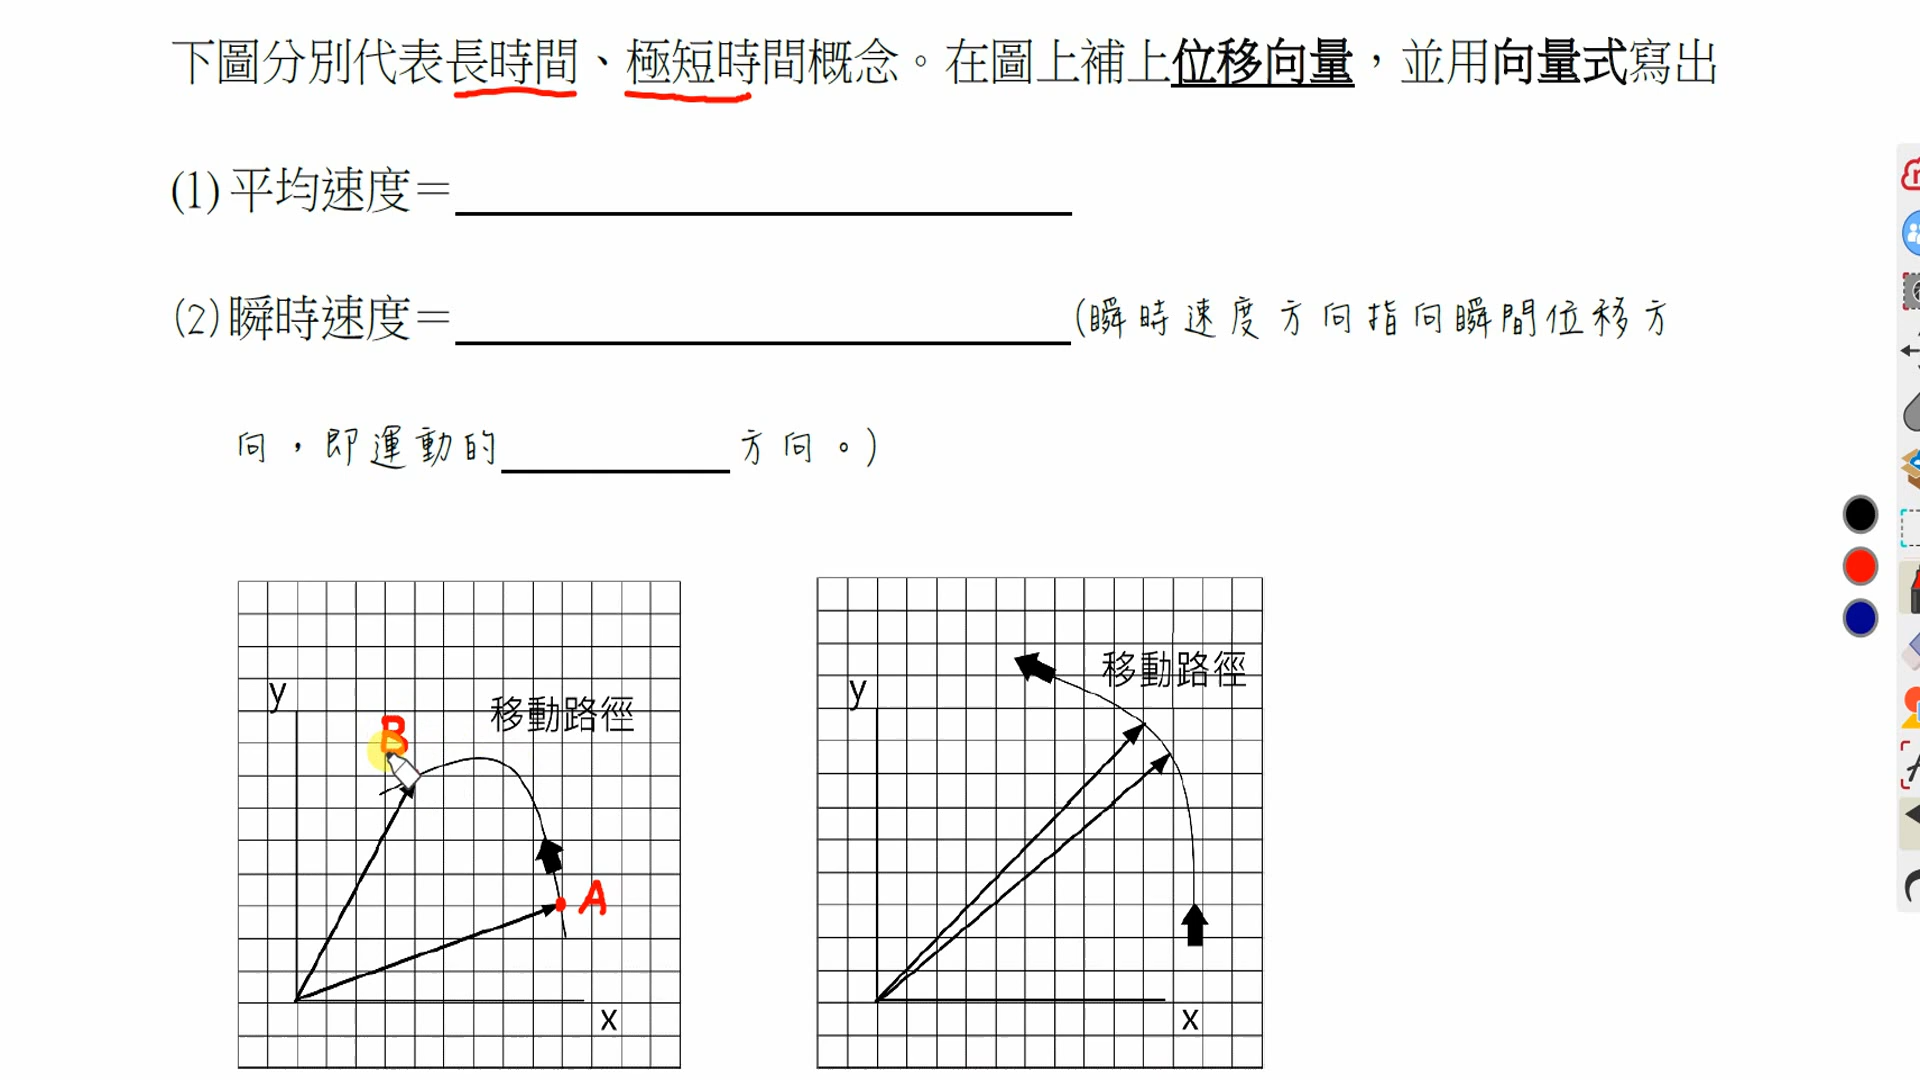 下圖分別代表長時間、極短時間概念。在圖上補上位移向量，並用向量式寫出
(1)平均速度＝
(2)瞬時速度＝(瞬時速度方向指向瞬間位移方
向，即運動的 方向。)
y
移動路徑
B
A
x
y
移動路徑
x